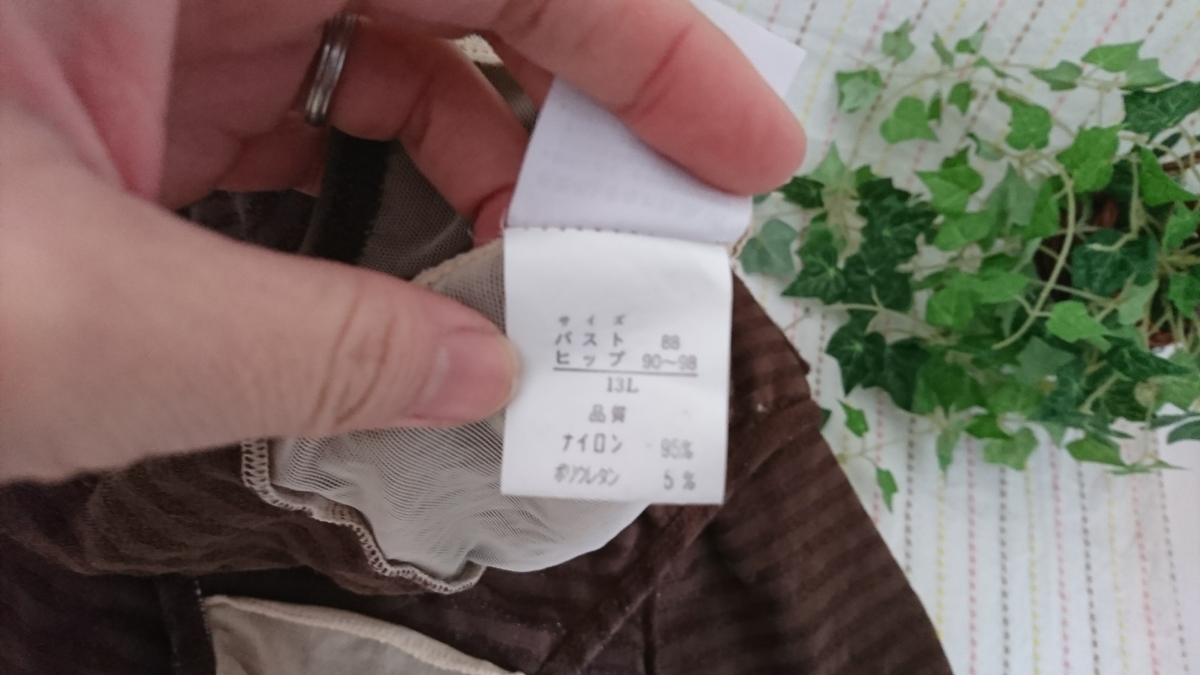 サイズ
バスト 88
ヒップ 90～98
13L
品質
ナイロン 95%
ポリウレタン 5%